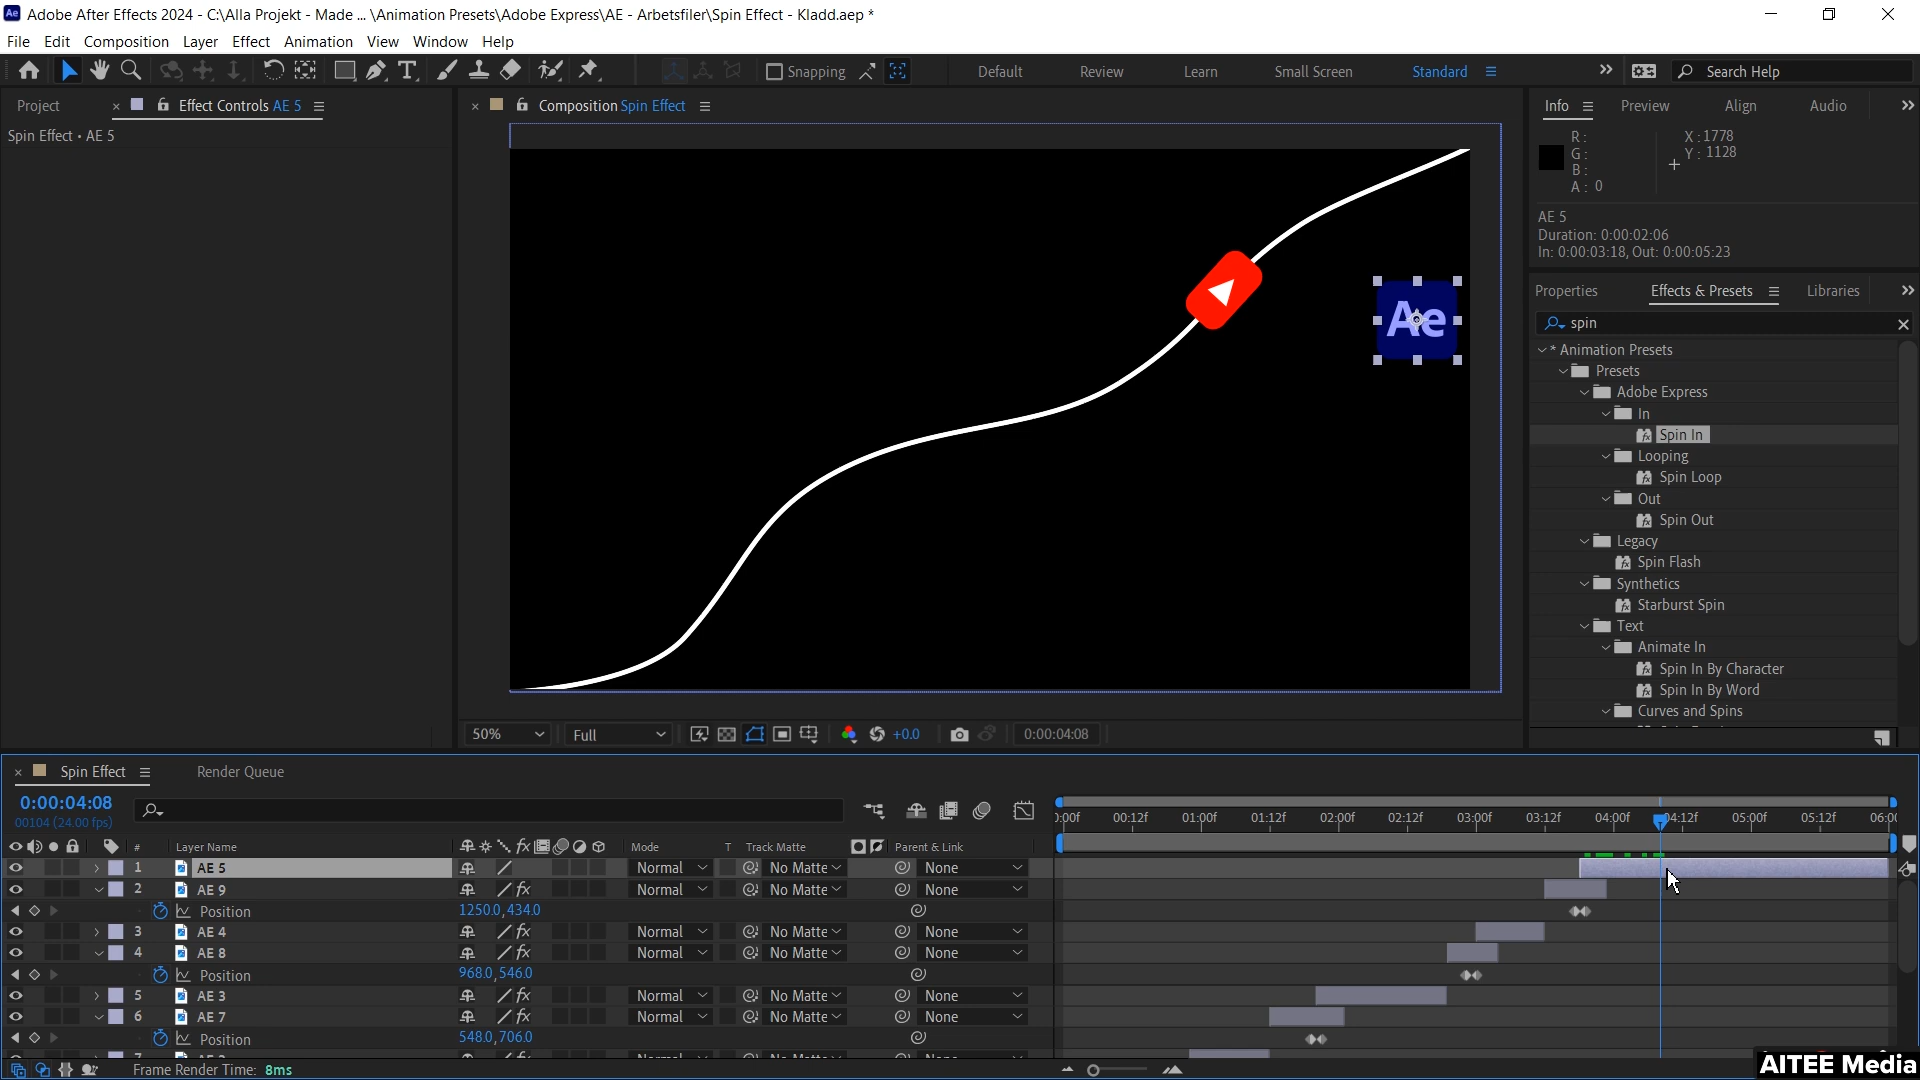 Adobe After Effects 2024 - C:\Alla Projekt - Made ... \Animation Presets\Adobe Express\AE - Arbetsfiler\Spin Effect - Kladd.aep *
File Edit Composition Layer Effect Animation View Window Help
Snapping Default Review Learn Small Screen Standard Search Help
Project Effect Controls AE 5
Spin Effect • AE 5
Composition Spin Effect
Ae
50% Full +0.0 0:00:04:08
Info Preview Align Audio
R: X: 1778
G: Y: 1128
B:
A: 0
AE 5
Duration: 0:00:02:06
In: 0:00:03:18, Out: 0:00:05:23
Properties Effects & Presets Libraries
spin
* Animation Presets
Presets
Adobe Express
In
Spin In
Looping
Spin Loop
Out
Spin Out
Legacy
Spin Flash
Synthetics
Starburst Spin
Text
Animate In
Spin In By Character
Spin In By Word
Curves and Spins
Spin Effect Render Queue
0:00:04:08
00104 (24.00 fps)
:00f 00:12f 01:00f 01:12f 02:00f 02:12f 03:00f 03:12f 04:00f 04:12f 05:00f 05:12f 06:00
# Layer Name Mode T Track Matte Parent & Link
1 AE 5 Normal No Matte None
2 AE 9 Normal No Matte None
Position 1250.0, 434.0
3 AE 4 Normal No Matte None
4 AE 8 Normal No Matte None
Position 968.0, 546.0
5 AE 3 Normal No Matte None
6 AE 7 Normal No Matte None
Position 548.0, 706.0
Frame Render Time: 8ms
AITEE Media